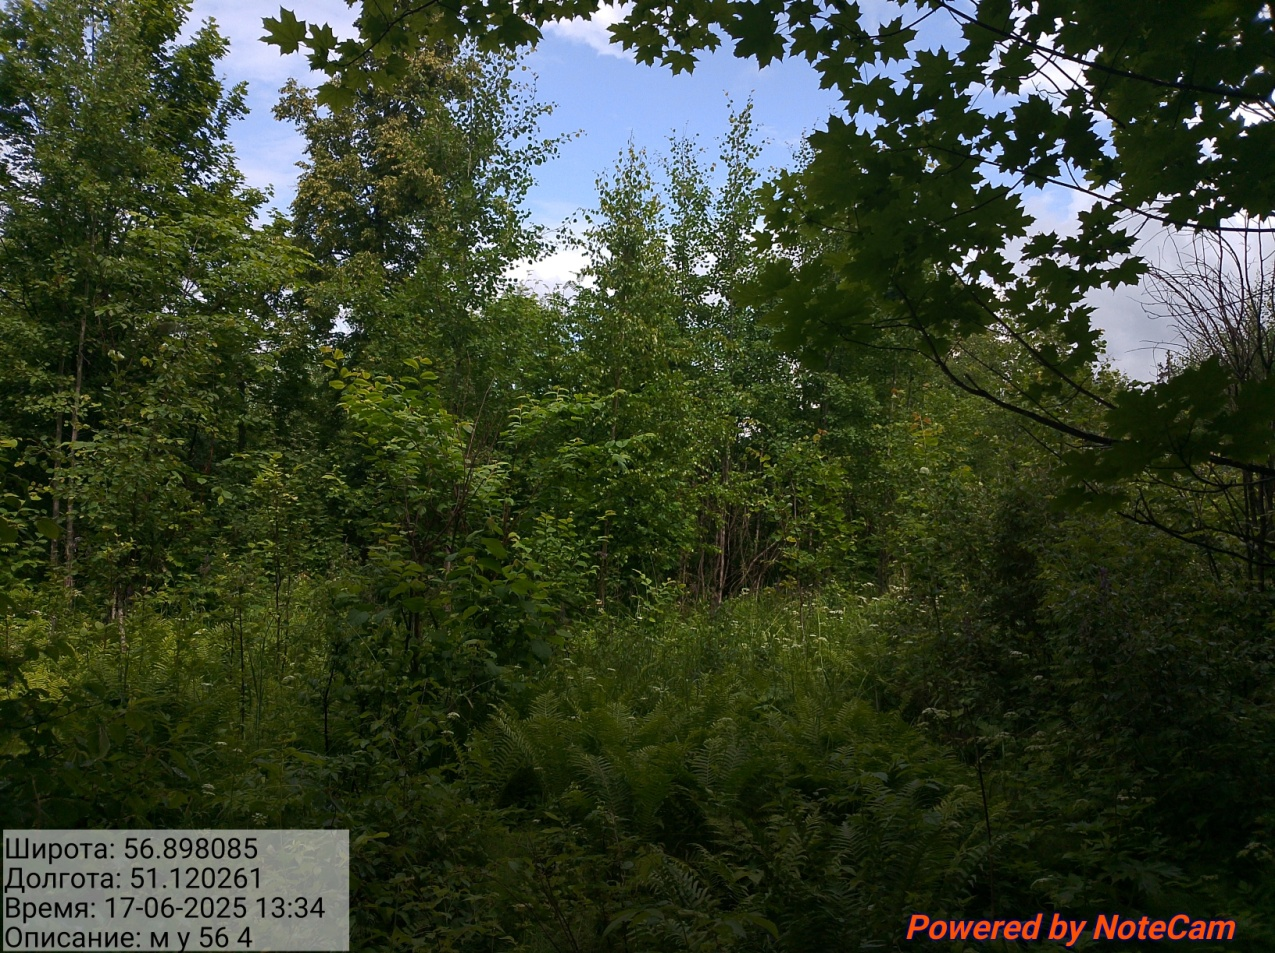 Широта: 56.898085
Долгота: 51.120261
Время: 17-06-2025 13:34
Описание: м у 56 4
Powered by NoteCam